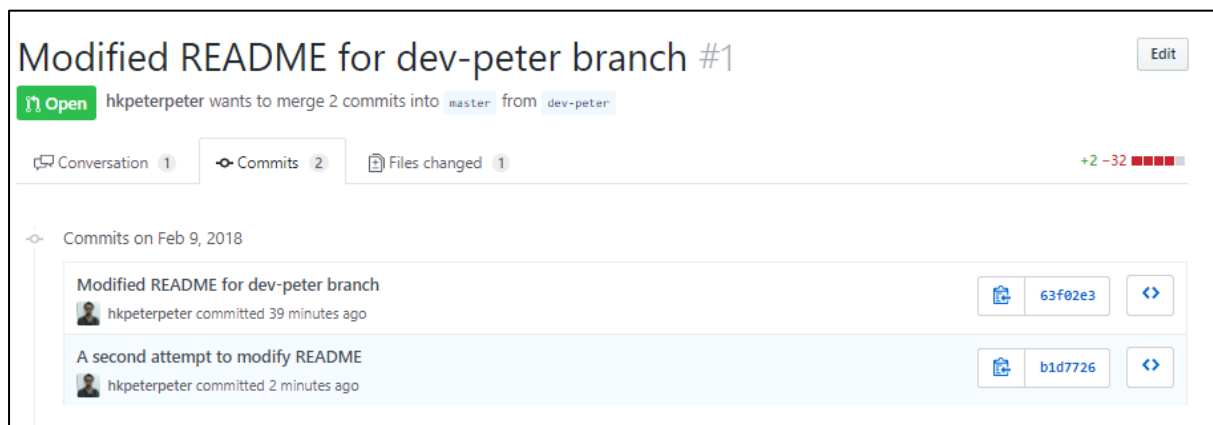 Modified README for dev-peter branch #1
Edit
Open hkpeterpeter wants to merge 2 commits into master from dev-peter
Conversation 1 Commits 2 Files changed 1 +2 −32
Commits on Feb 9, 2018
Modified README for dev-peter branch
63f02e3
hkpeterpeter committed 39 minutes ago
A second attempt to modify README
b1d7726
hkpeterpeter committed 2 minutes ago